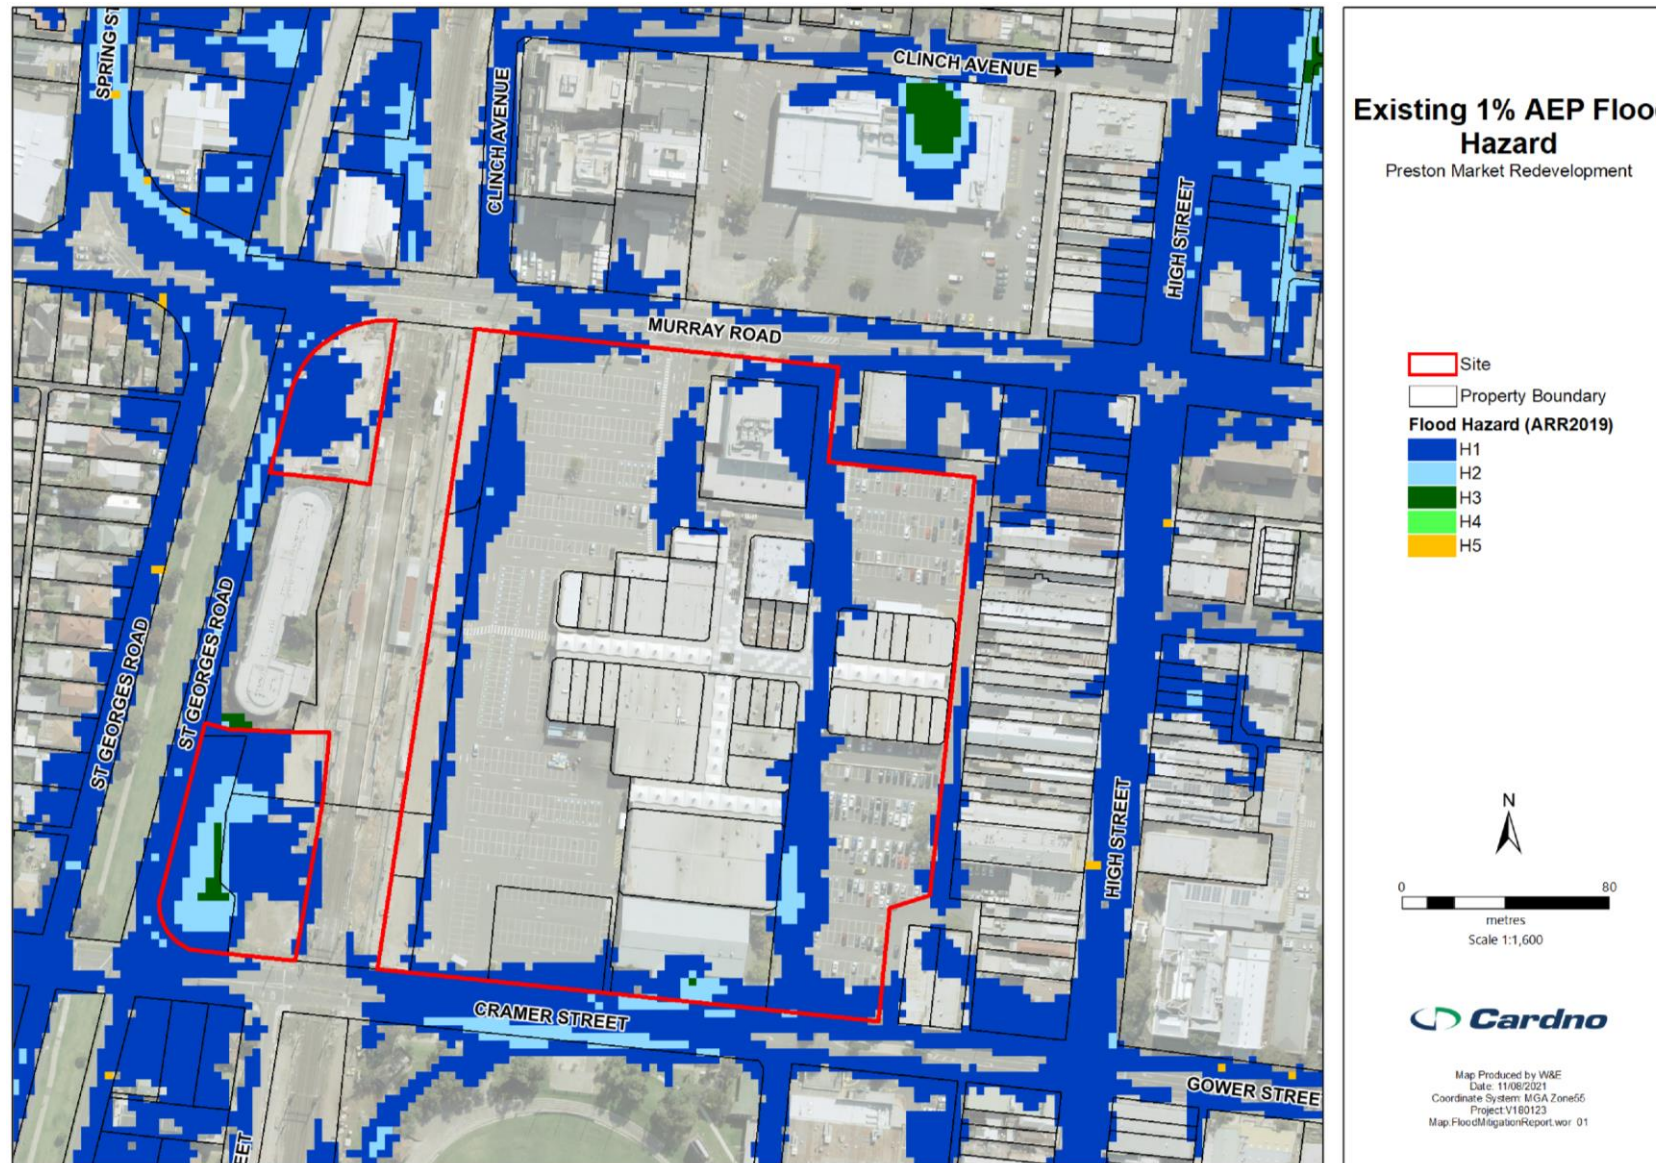 SPRING ST
CLINCH AVENUE
CLINCH AVENUE
HIGH STREET
MURRAY ROAD
ST GEORGES ROAD
ST GEORGES ROAD
HIGH STREET
CRAMER STREET
GOWER STREE
EET
Existing 1% AEP Floo
Hazard
Preston Market Redevelopment
Site
Property Boundary
Flood Hazard (ARR2019)
H1
H2
H3
H4
H5
N
0 80
metres
Scale 1:1,600
Cardno
Map Produced by W&E
Date: 11/08/2021
Coordinate System: MGA Zone55
Project:V180123
Map:FloodMitigationReport.wor 01